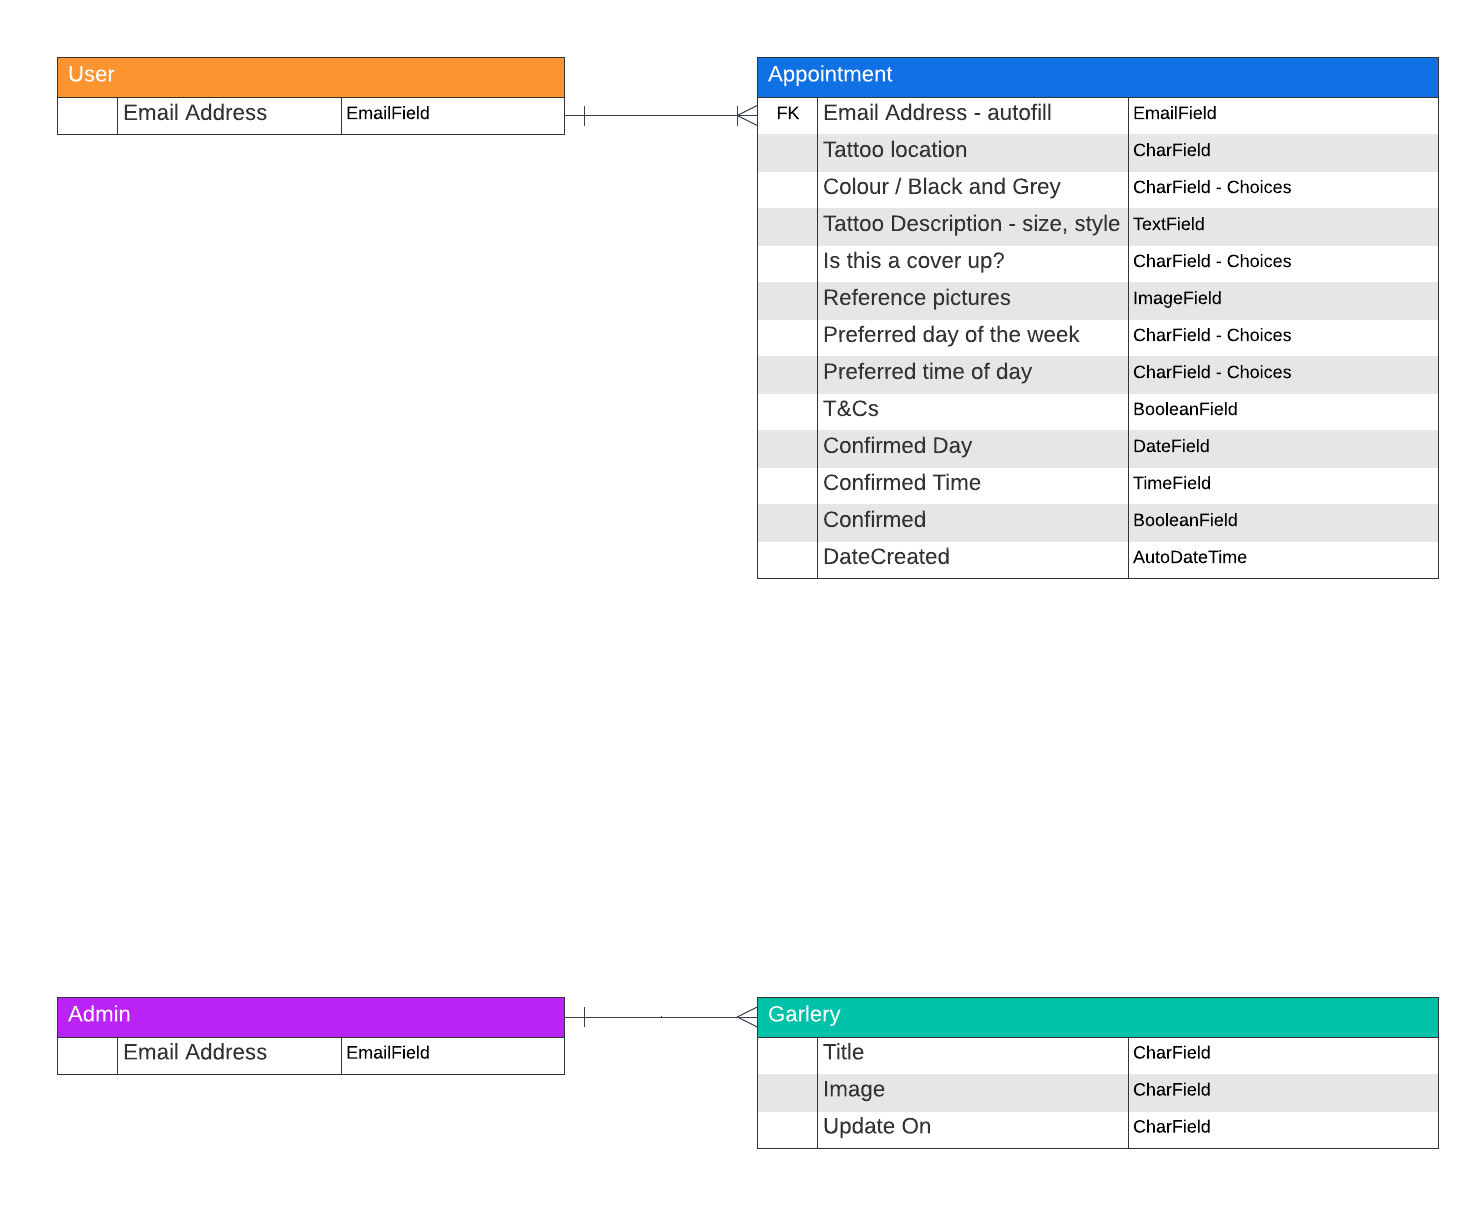 User
Email Address EmailField
Appointment
FK Email Address - autofill EmailField
Tattoo location CharField
Colour / Black and Grey CharField - Choices
Tattoo Description - size, style TextField
Is this a cover up? CharField - Choices
Reference pictures ImageField
Preferred day of the week CharField - Choices
Preferred time of day CharField - Choices
T&Cs BooleanField
Confirmed Day DateField
Confirmed Time TimeField
Confirmed BooleanField
DateCreated AutoDateTime
Admin
Email Address EmailField
Garlery
Title CharField
Image CharField
Update On CharField